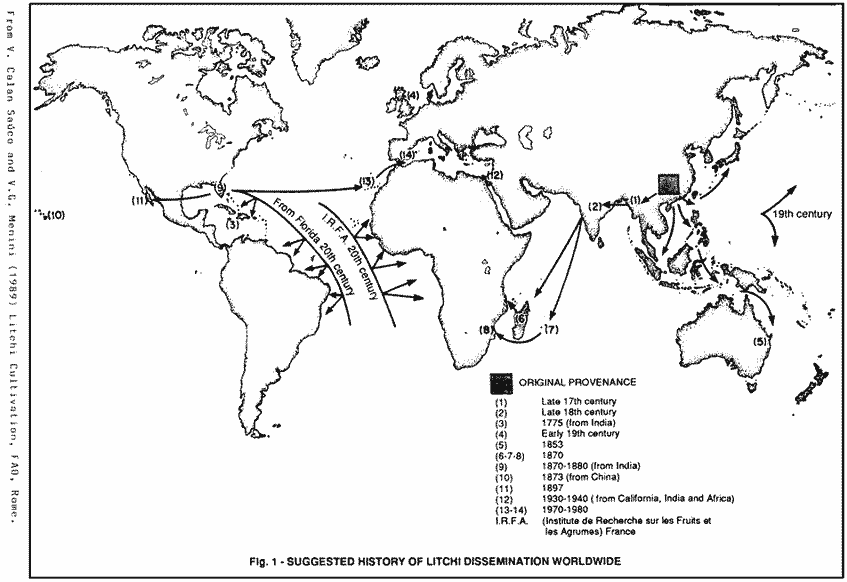 From V. Calan Saúco and V.G. Menini (1989) Litchi Cultivation, FAO, Rome.
(4)
(14)
(13)
(12)
(9)
(11)
(10)
(3)
From Florida 20th century
I.R.F.A. 20th century
(2)
(1)
19th century
(6)
(7)
(8)
(5)
ORIGINAL PROVENANCE
(1) Late 17th century
(2) Late 18th century
(3) 1775 (from India)
(4) Early 19th century
(5) 1853
(6-7-8) 1870
(9) 1870-1880 (from India)
(10) 1873 (from China)
(11) 1897
(12) 1930-1940 ( from California, India and Africa)
(13-14) 1970-1980
I.R.F.A. (Institute de Recherche sur les Fruits et
les Agrumes) France
Fig. 1 - SUGGESTED HISTORY OF LITCHI DISSEMINATION WORLDWIDE